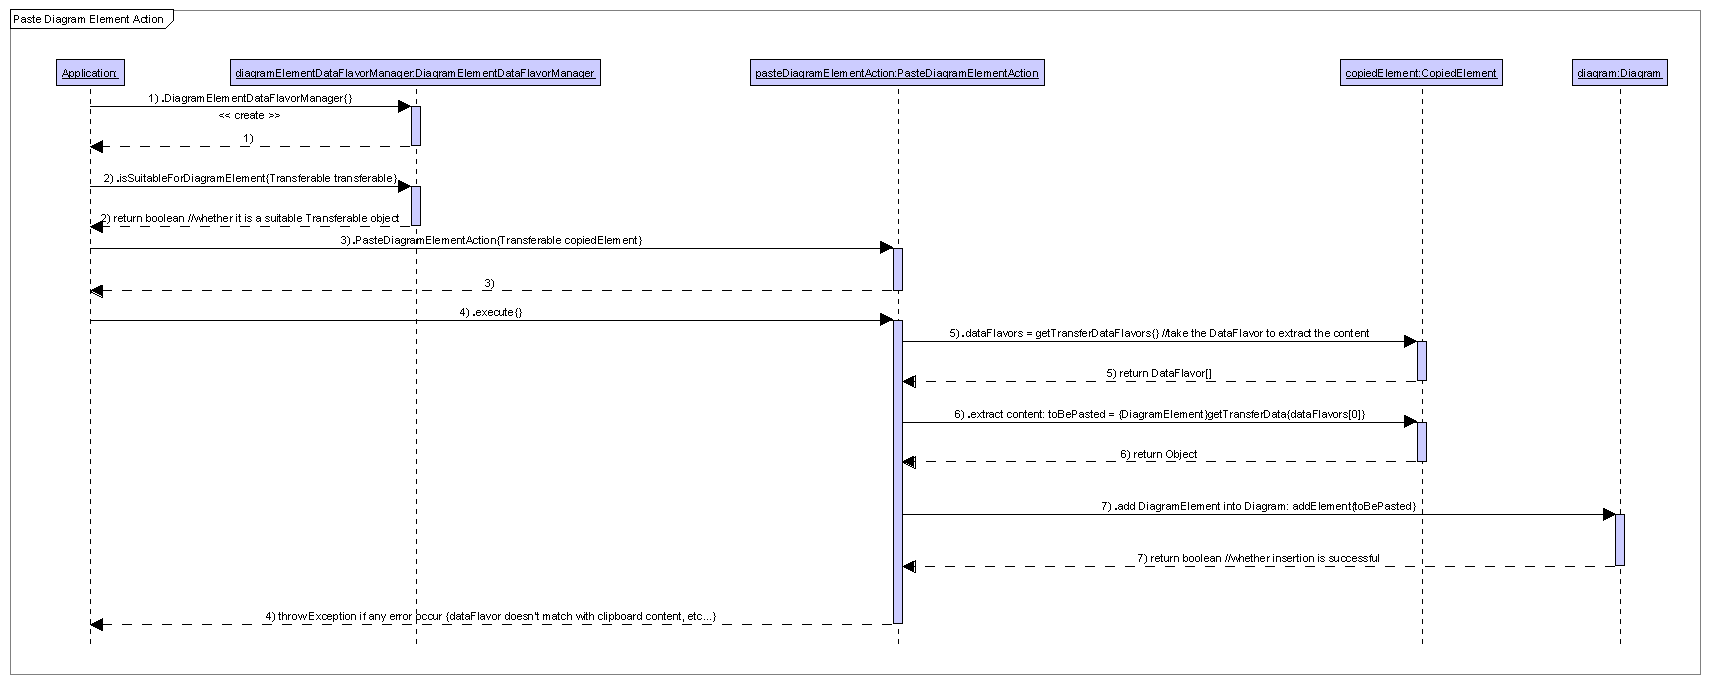 Paste Diagram Element Action
Application:
diagramElementDataFlavorManager:DiagramElementDataFlavorManager
pasteDiagramElementAction:PasteDiagramElementAction
copiedElement:CopiedElement
diagram:Diagram
1) .DiagramElementDataFlavorManager{}
<< create >>
1)
2) .isSuitableForDiagramElement{Transferable transferable}
2) return boolean //whether it is a suitable Transferable object
3) .PasteDiagramElementAction{Transferable copiedElement}
3)
4) .execute{}
5) .dataFlavors = getTransferDataFlavors{} //take the DataFlavor to extract the content
5) return DataFlavor[]
6) .extract content: toBePasted = {DiagramElement}getTransferData{dataFlavors[0]}
6) return Object
7) .add DiagramElement into Diagram: addElement{toBePasted}
7) return boolean //whether insertion is successful
4) throw Exception if any error occur {dataFlavor doesn't match with clipboard content, etc...}